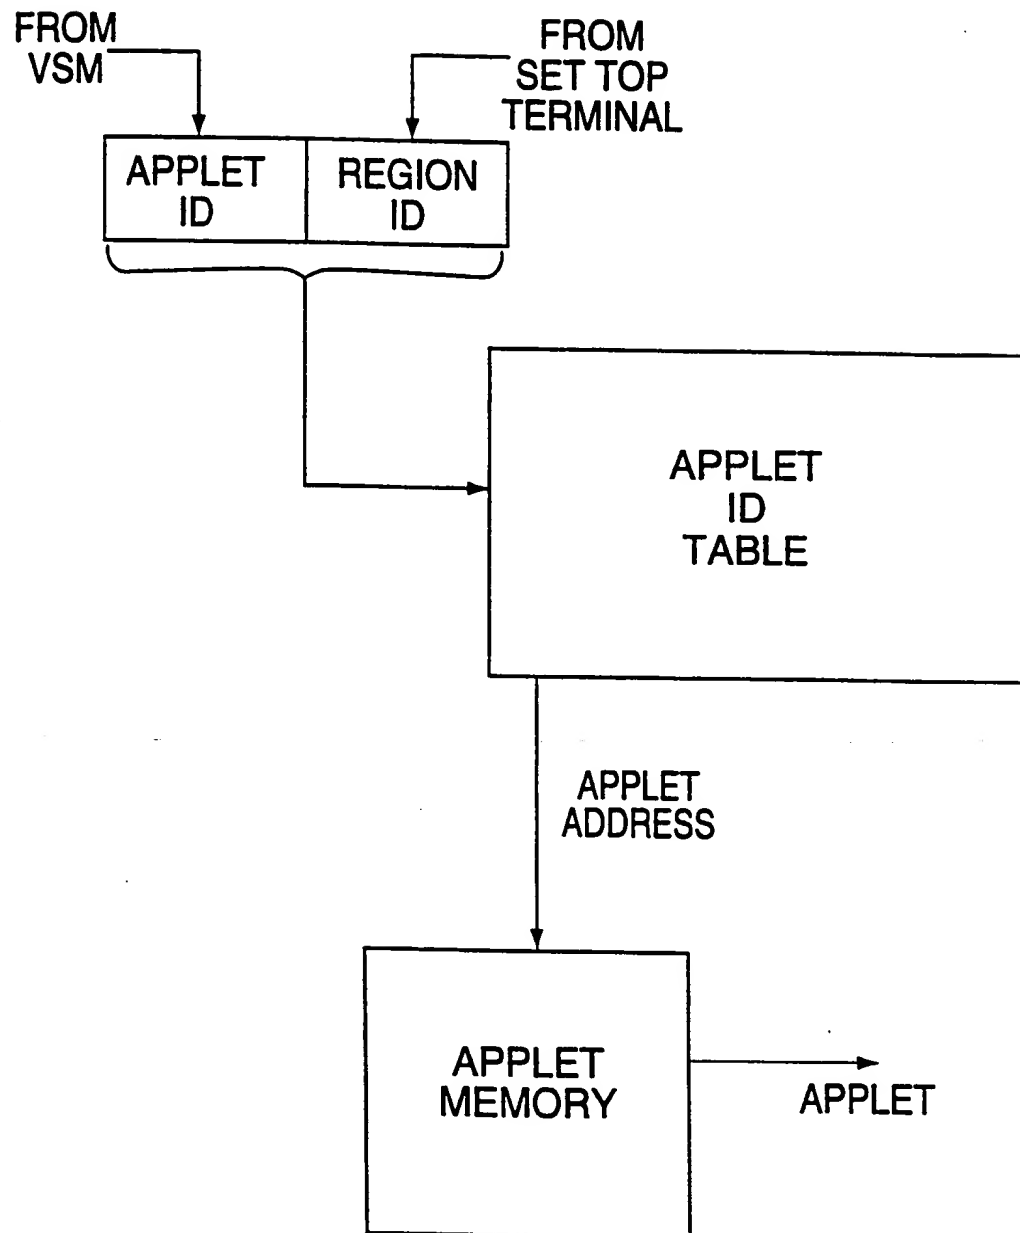 FROM
VSM
FROM
SET TOP
TERMINAL
APPLET
ID
REGION
ID
APPLET
ID
TABLE
APPLET
ADDRESS
APPLET
MEMORY
APPLET